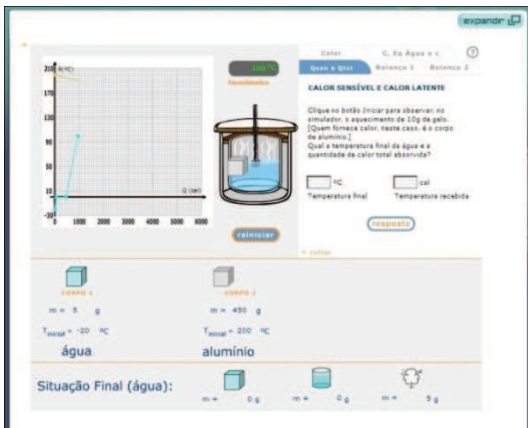 expandir
Calor C. Eq Água e c ?
Quen e Qlat Balanço 1 Balanço 2
210 θ(°C)
170
130
90
50
10
-30
0 1000 2000 3000 4000 5000 6000
Q (cal)
100 °C
termômetro
reiniciar
CALOR SENSÍVEL E CALOR LATENTE
Clique no botão Iniciar para observar, no
simulador, o aquecimento de 10g de gelo.
[Quem fornece calor, neste caso, é o corpo
de alumínio.]
Qual a temperatura final da água e a
quantidade de calor total absorvida?
°C cal
Temperatura final Temperatura recebida
resposta
< voltar
CORPO 1 CORPO 2
m = 5 g m = 450 g
Tinicial = -20 °C Tinicial = 200 °C
água alumínio
Situação Final (água):
m = 0 g m = 0 g m = 5 g